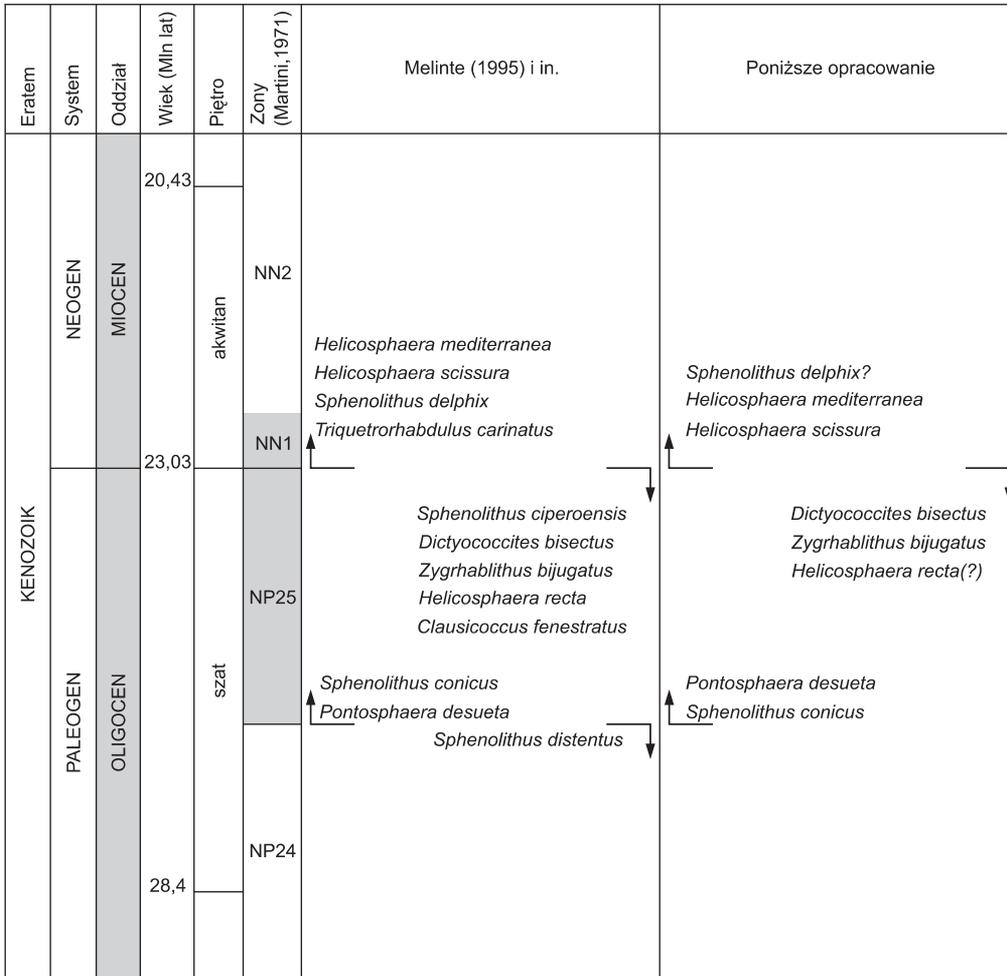 Eratem
System
Oddział
Wiek (Mln lat)
Piętro
Zony
(Martini,1971)
Melinte (1995) i in.
Poniższe opracowanie
KENOZOIK
NEOGEN
PALEOGEN
MIOCEN
OLIGOCEN
20,43
23,03
28,4
akwitan
szat
NN2
NN1
NP25
NP24
Helicosphaera mediterranea
Helicosphaera scissura
Sphenolithus delphix
Triquetrorhabdulus carinatus
Sphenolithus ciperoensis
Dictyococcites bisectus
Zygrhablithus bijugatus
Helicosphaera recta
Clausicoccus fenestratus
Sphenolithus conicus
Pontosphaera desueta
Sphenolithus distentus
Sphenolithus delphix?
Helicosphaera mediterranea
Helicosphaera scissura
Dictyococcites bisectus
Zygrhablithus bijugatus
Helicosphaera recta(?)
Pontosphaera desueta
Sphenolithus conicus